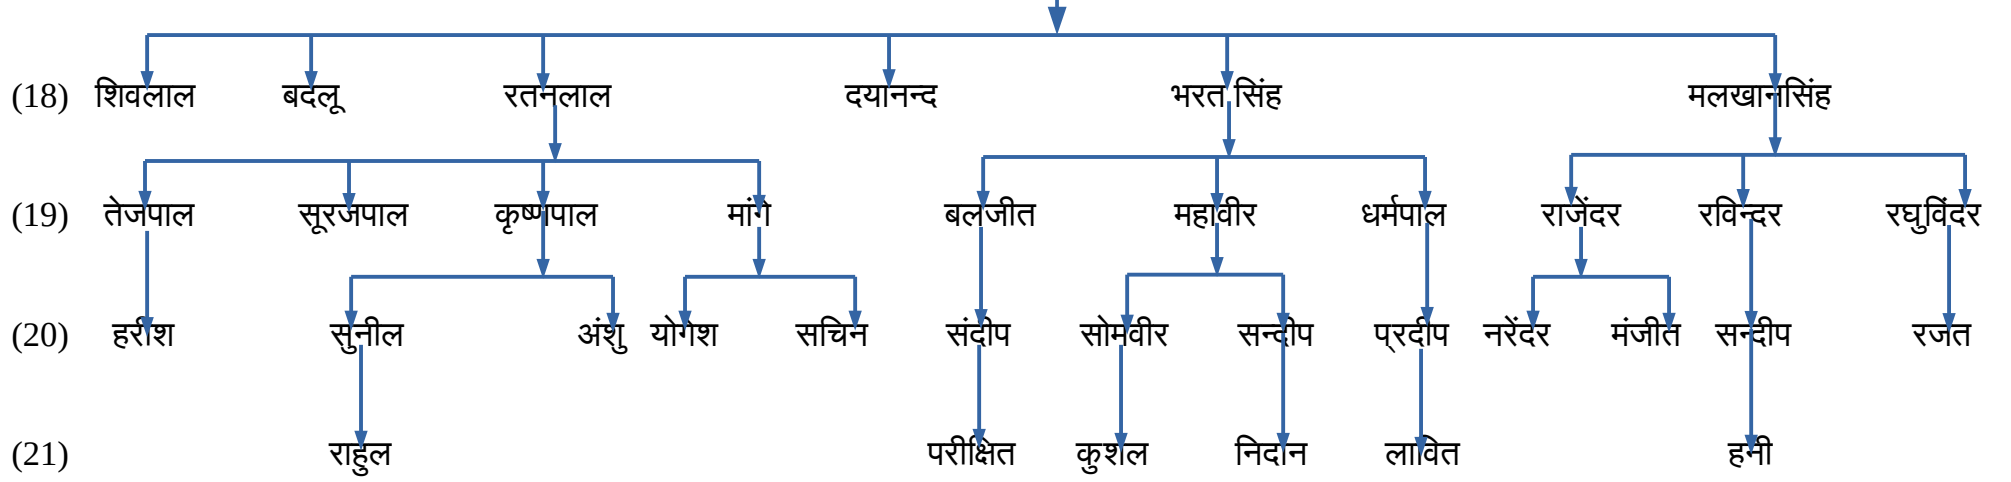 (18) शिवलाल बदलू रतनलाल दयानन्द भरत सिंह मलखानसिंह
(19) तेजपाल सूरजपाल कृष्णपाल मांगे बलजीत महावीर धर्मपाल राजेंदर रविन्दर रघुविंदर
(20) हरीश सुनील अंशु योगेश सचिन संदीप सोमवीर सन्दीप प्रदीप नरेंदर मंजीत सन्दीप रजत
(21) राहुल परीक्षित कुशल निदान लावित हनी